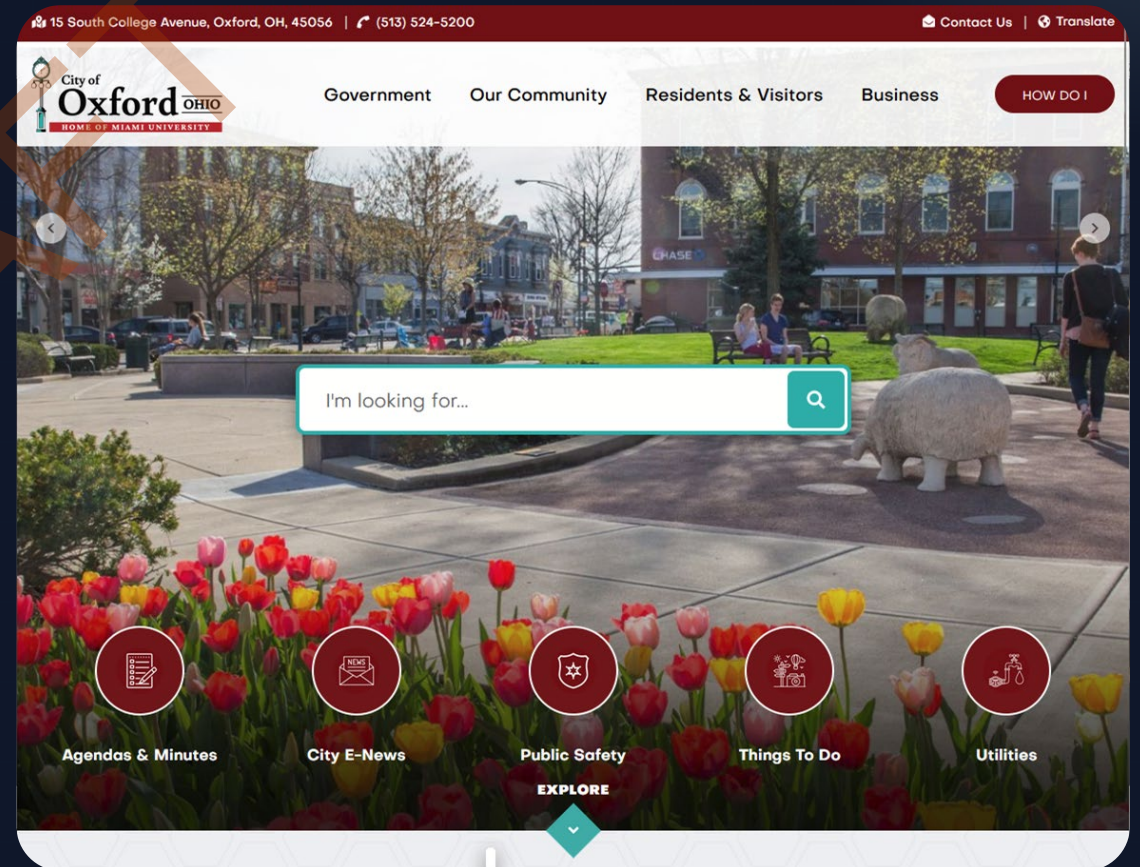 15 South College Avenue, Oxford, OH, 45056 | (513) 524-5200
Contact Us | Translate
City of
Oxford OHIO
HOME OF MIAMI UNIVERSITY
Government
Our Community
Residents & Visitors
Business
HOW DO I
CHASE
I'm looking for...
NEWS
Agendas & Minutes
City E-News
Public Safety
Things To Do
Utilities
EXPLORE